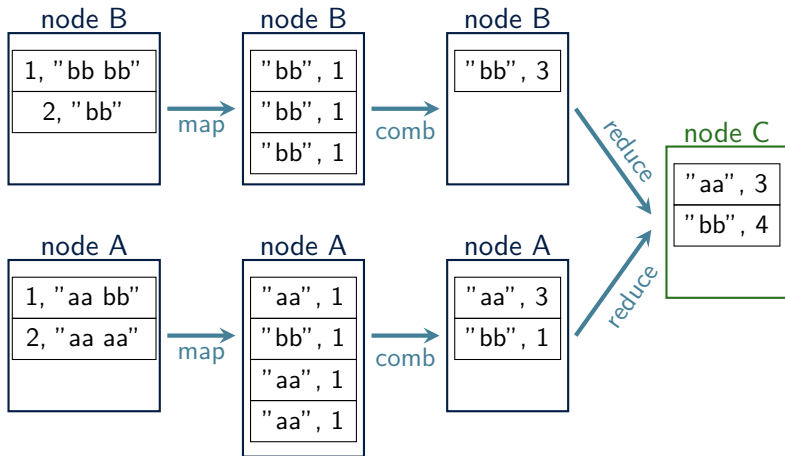 node B
1, "bb bb"
2, "bb"
map
node B
"bb", 1
"bb", 1
"bb", 1
comb
node B
"bb", 3
reduce
node A
1, "aa bb"
2, "aa aa"
map
node A
"aa", 1
"bb", 1
"aa", 1
"aa", 1
comb
node A
"aa", 3
"bb", 1
reduce
node C
"aa", 3
"bb", 4